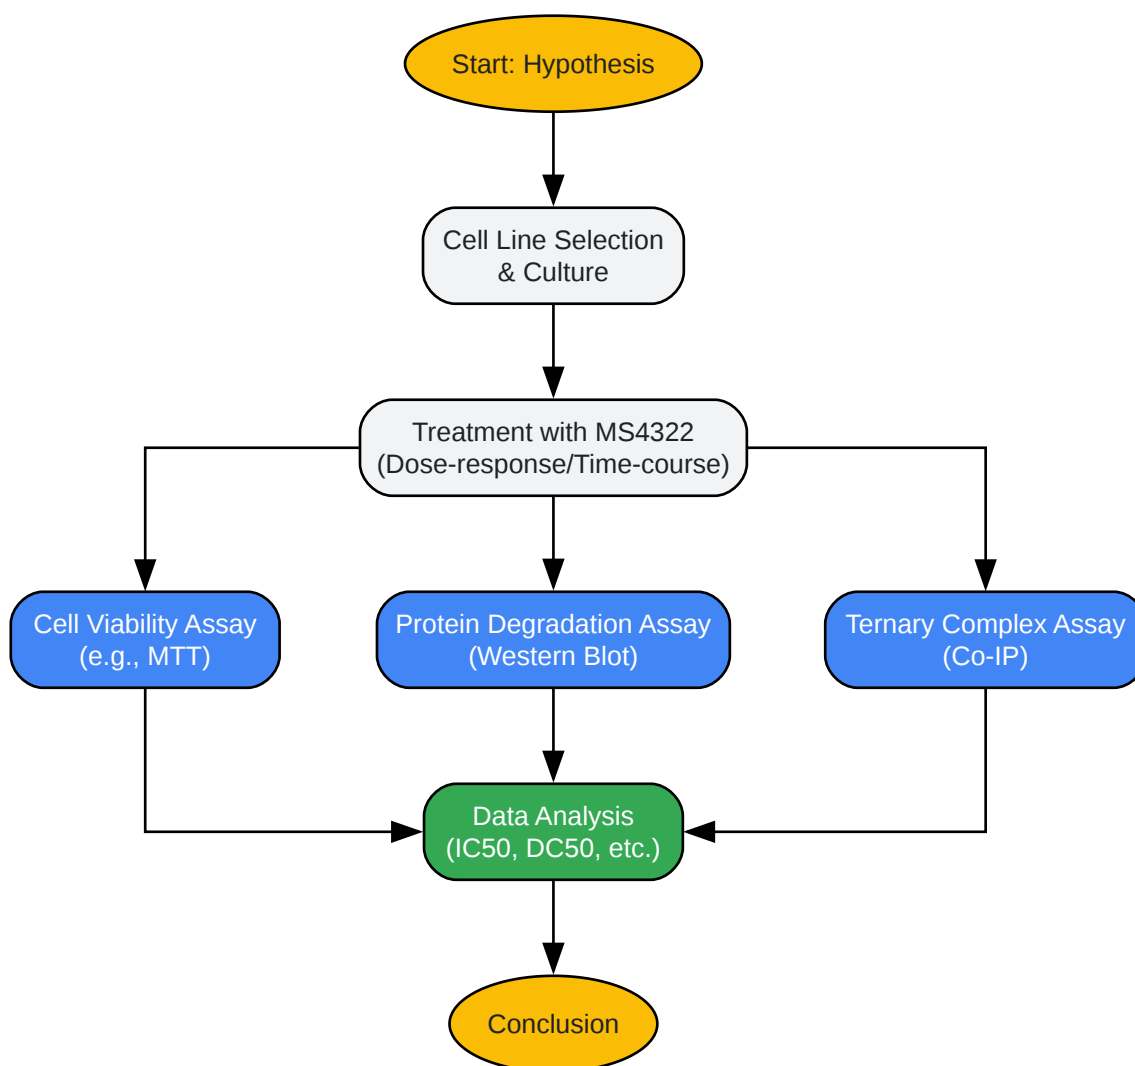 Start: Hypothesis
Cell Line Selection
& Culture
Treatment with MS4322
(Dose-response/Time-course)
Cell Viability Assay
(e.g., MTT)
Protein Degradation Assay
(Western Blot)
Ternary Complex Assay
(Co-IP)
Data Analysis
(IC50, DC50, etc.)
Conclusion